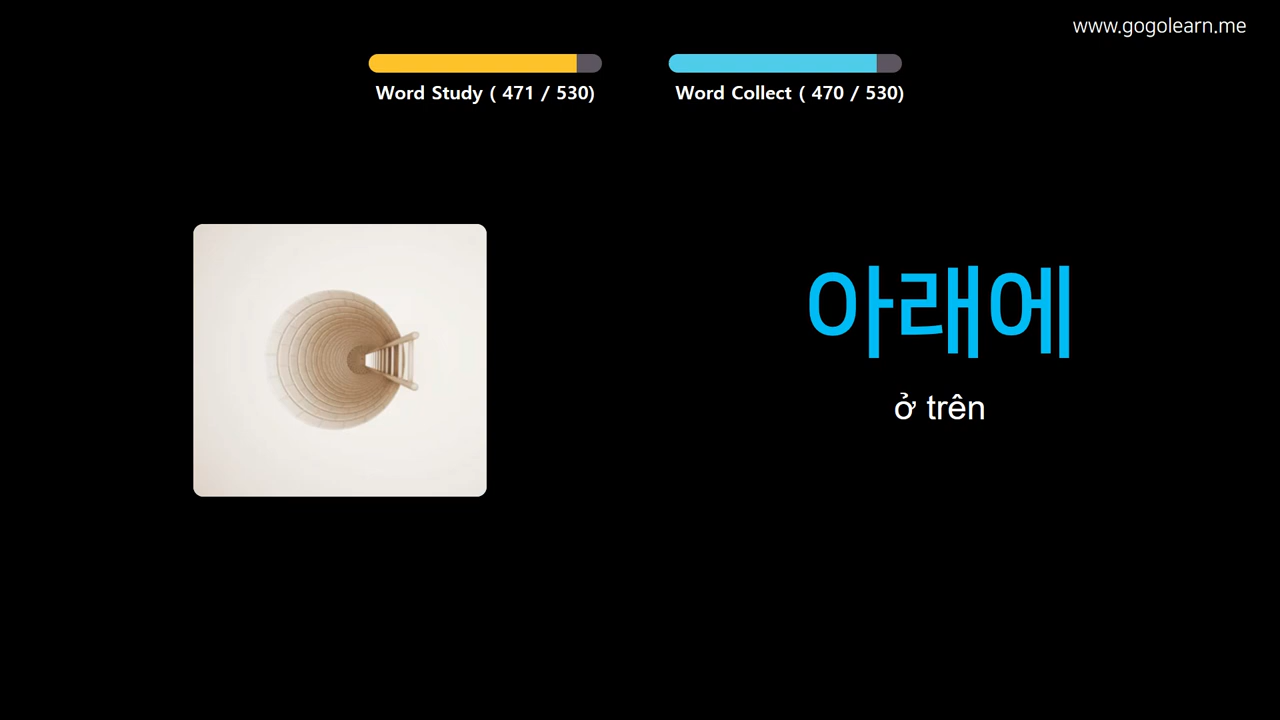 www.gogolearn.me
Word Study ( 471 / 530)
Word Collect ( 470 / 530)
아래에
ở trên